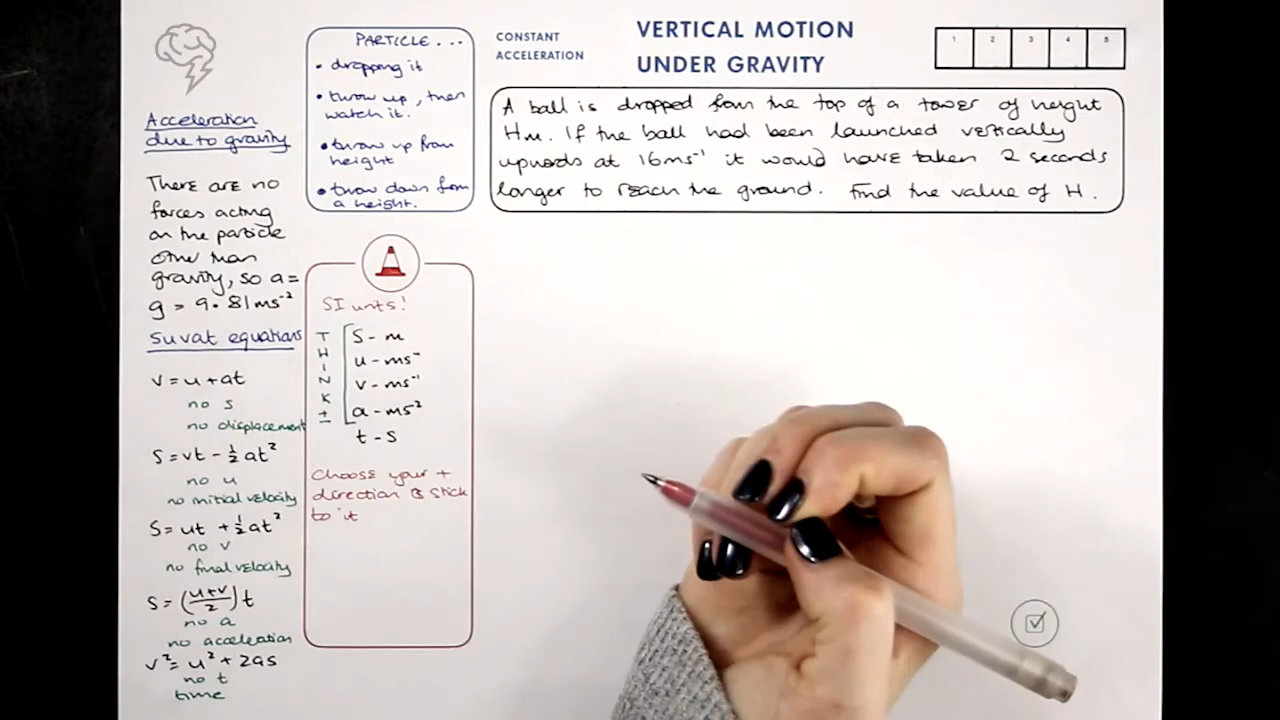 CONSTANT
ACCELERATION
VERTICAL MOTION
UNDER GRAVITY
1 2 3 4 5
A ball is dropped from the top of a tower of height
Hm. If the ball had been launched vertically
upwards at 16ms⁻¹ it would have taken 2 seconds
longer to reach the ground. Find the value of H.
PARTICLE...
• dropping it
• throw up, then
watch it.
• throw up from
height
• throw down from
a height.
Acceleration
due to gravity
There are no
forces acting
on the particle
other than
gravity, so a =
g = 9.81ms⁻²
Suvat equations
v = u + at
no s
no displacement
s = vt - ½at²
no u
no initial velocity
s = ut + ½at²
no v
no final velocity
s = (u+v/2)t
no a
no acceleration
v² = u² + 2as
no t
time
SI units!
THINK ±
s - m
u - ms⁻¹
v - ms⁻¹
a - ms²
t - s
Choose your +
direction & stick
to it